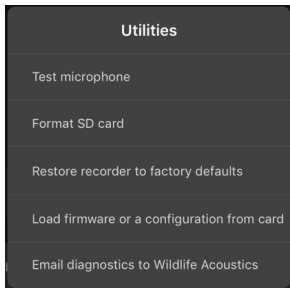 Utilities
Test microphone
Format SD card
Restore recorder to factory defaults
Load firmware or a configuration from card
Email diagnostics to Wildlife Acoustics